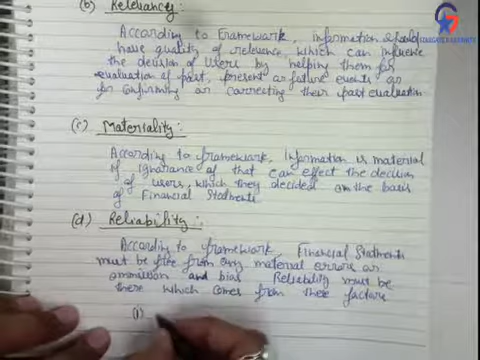 (b) Relevancy :-
According to Framework, information should
have quality of relevance, which can influence
the decision of users by helping them for
evaluation of past, present or future events or
for confirming or correcting their past evaluation
(c) Materiality :-
According to framework, Information is material
if ignorance of that can effect the decision
of users, which they decided on the basis
of Financial Statments
(d) Reliability :-
According to framework, Financial Statments
must be free from any material errors or
ommission and bias Reliability must be
there which comes from these factors
(i)